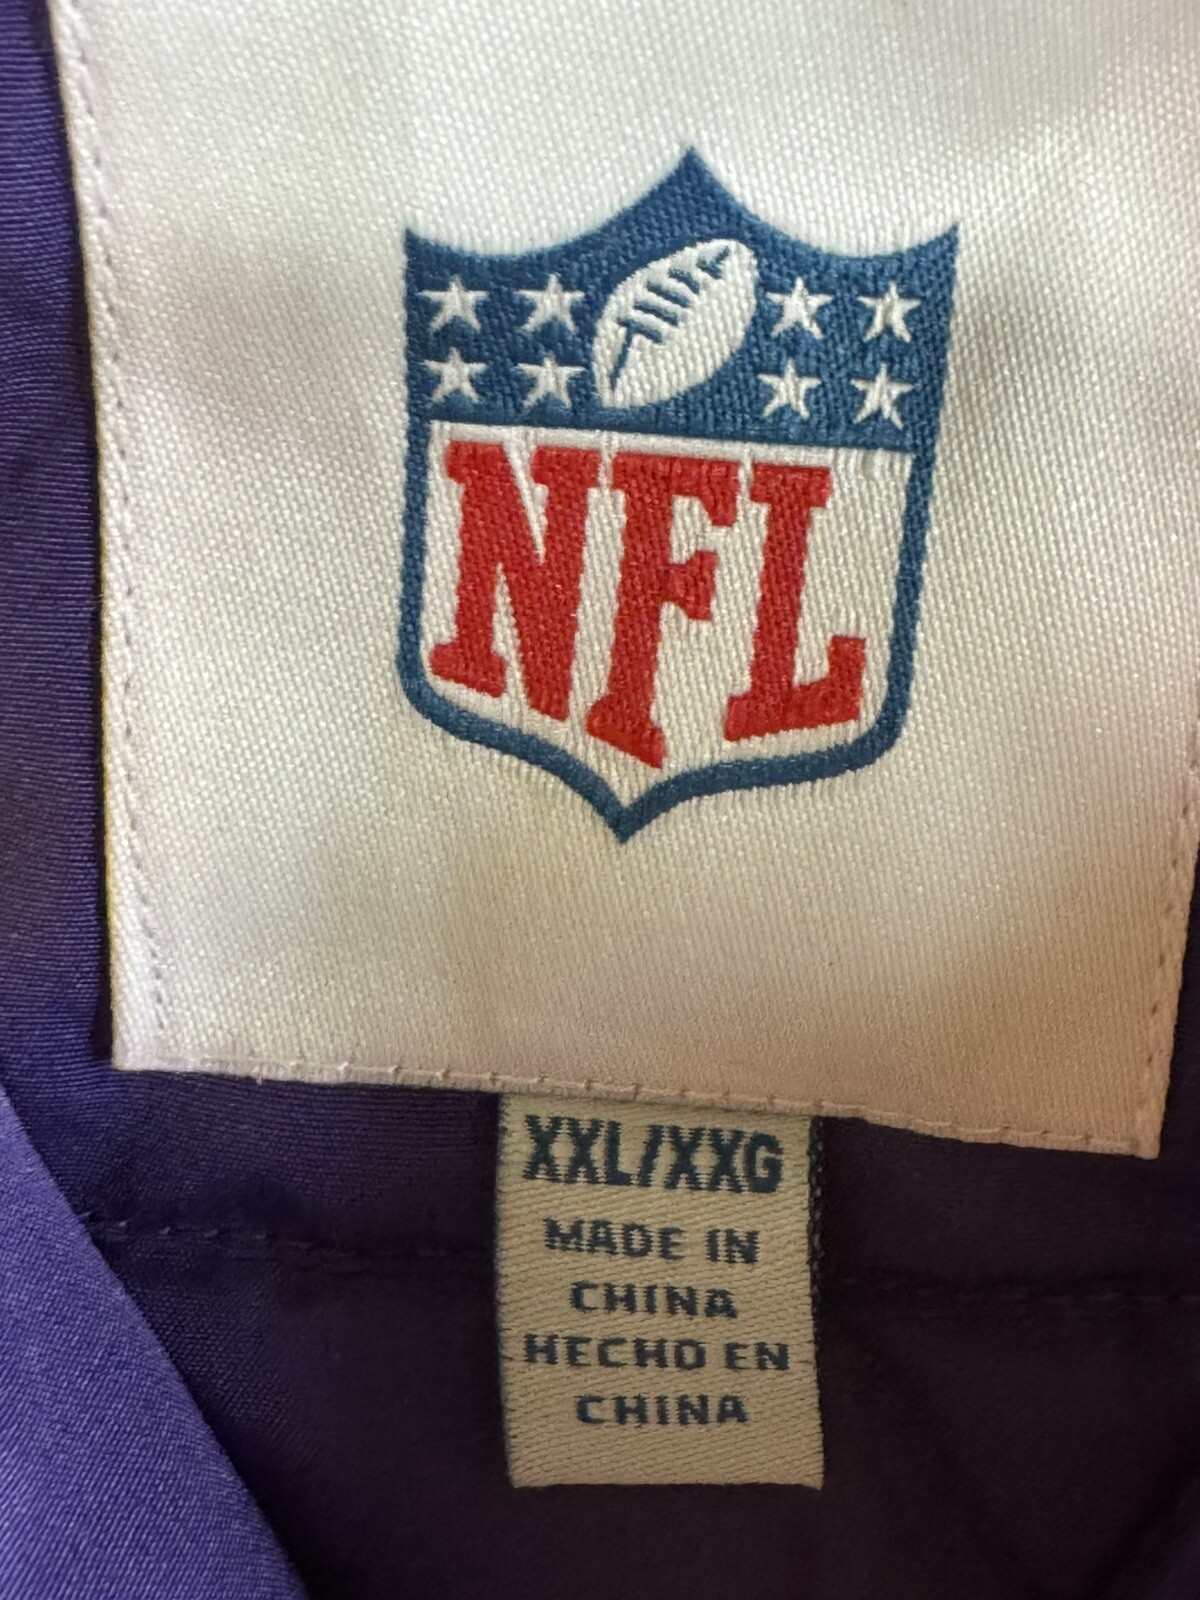 NFL
XXL/XXG
MADE IN
CHINA
HECHO EN
CHINA